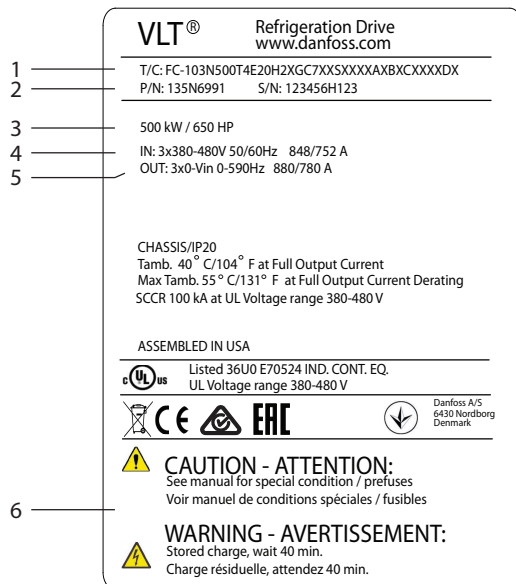 VLT® Refrigeration Drive
www.danfoss.com
1 T/C: FC-103N500T4E20H2XGC7XXSXXXXAXBXCXXXXDX
2 P/N: 135N6991 S/N: 123456H123
3 500 kW / 650 HP
4 IN: 3x380-480V 50/60Hz 848/752 A
5 OUT: 3x0-Vin 0-590Hz 880/780 A
CHASSIS/IP20
Tamb. 40° C/104° F at Full Output Current
Max Tamb. 55° C/131° F at Full Output Current Derating
SCCR 100 kA at UL Voltage range 380-480 V
ASSEMBLED IN USA
c UL us Listed 36U0 E70524 IND. CONT. EQ.
UL Voltage range 380-480 V
CE EAC
Danfoss A/S
6430 Nordborg
Denmark
CAUTION - ATTENTION:
See manual for special condition / prefuses
Voir manuel de conditions spéciales / fusibles
6
WARNING - AVERTISSEMENT:
Stored charge, wait 40 min.
Charge résiduelle, attendez 40 min.